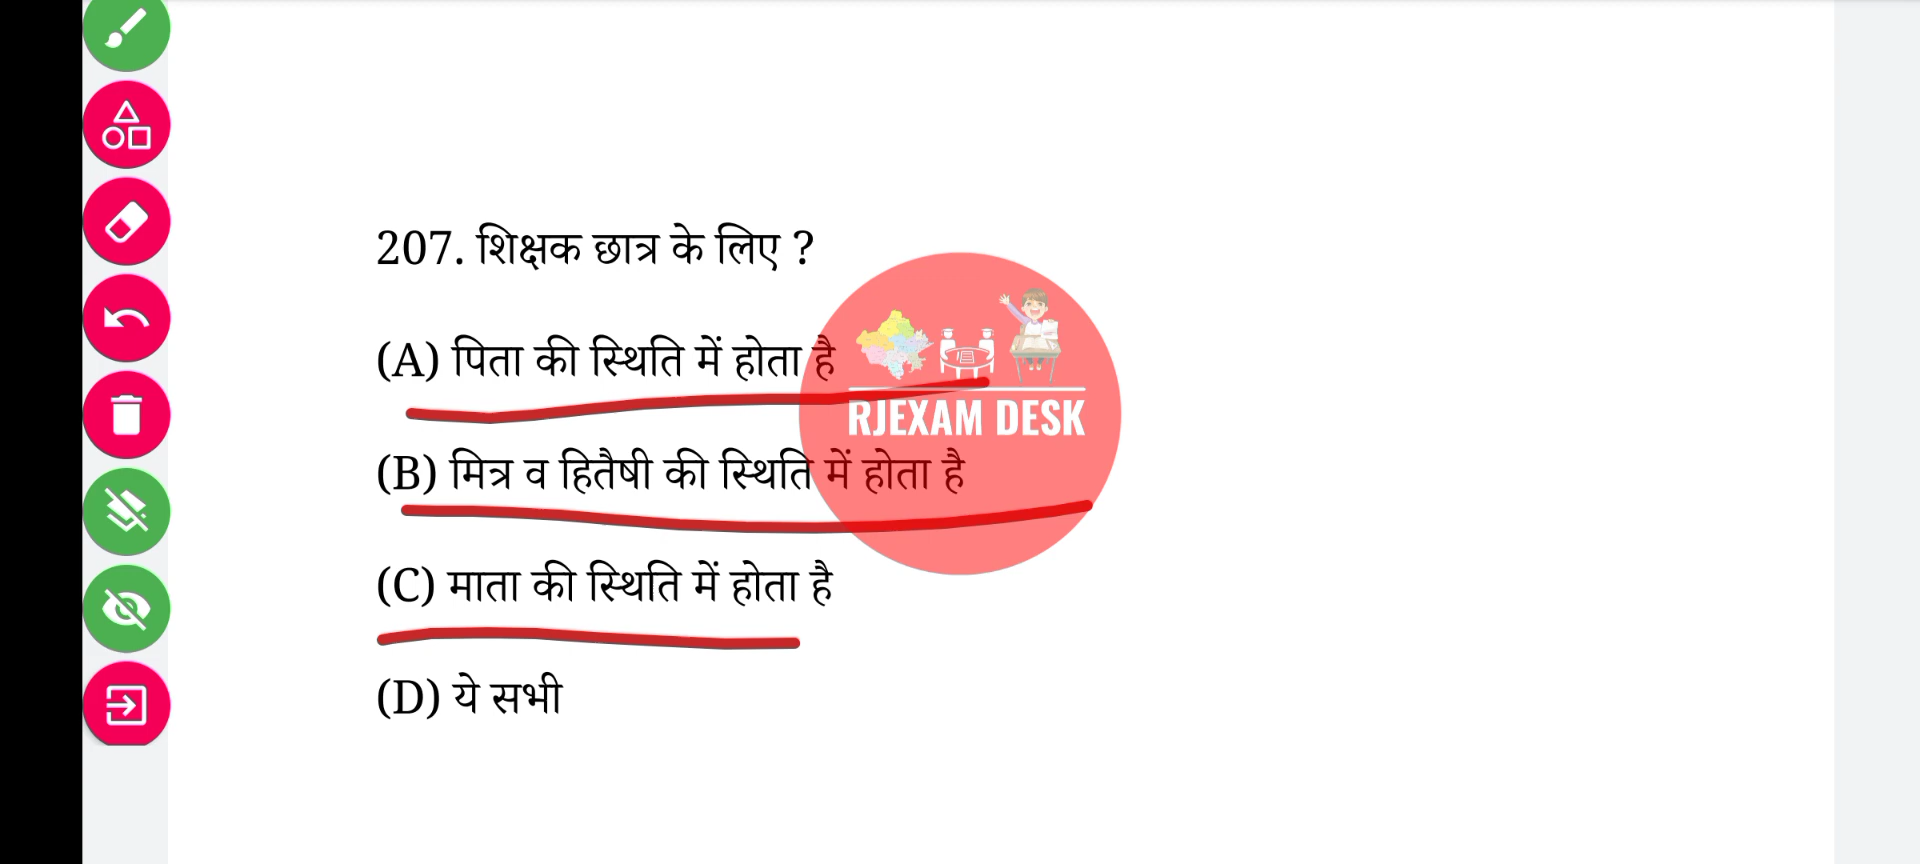 207. शिक्षक छात्र के लिए ?
(A) पिता की स्थिति में होता है
RJEXAM DESK
(B) मित्र व हितैषी की स्थिति में होता है
(C) माता की स्थिति में होता है
(D) ये सभी